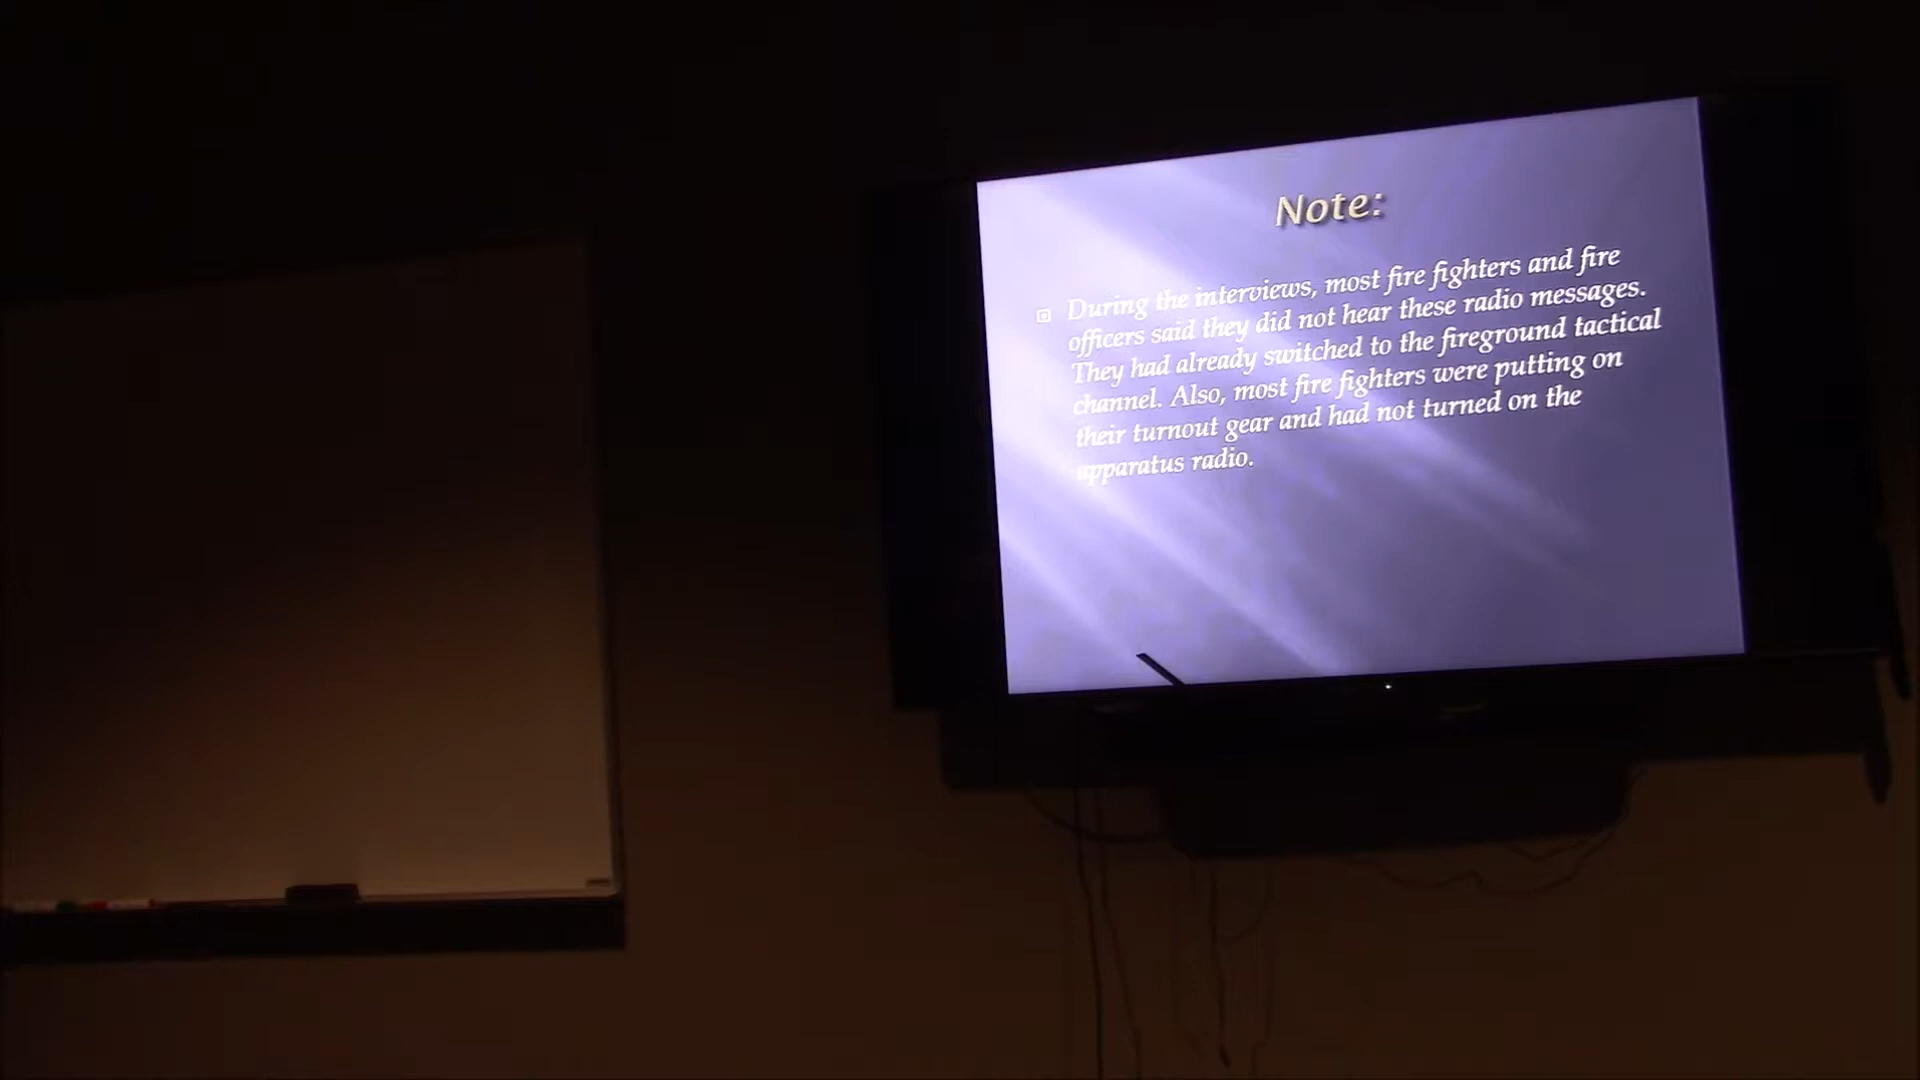 Note:
During the interviews, most fire fighters and fire
officers said they did not hear these radio messages.
They had already switched to the fireground tactical
channel. Also, most fire fighters were putting on
their turnout gear and had not turned on the
apparatus radio.